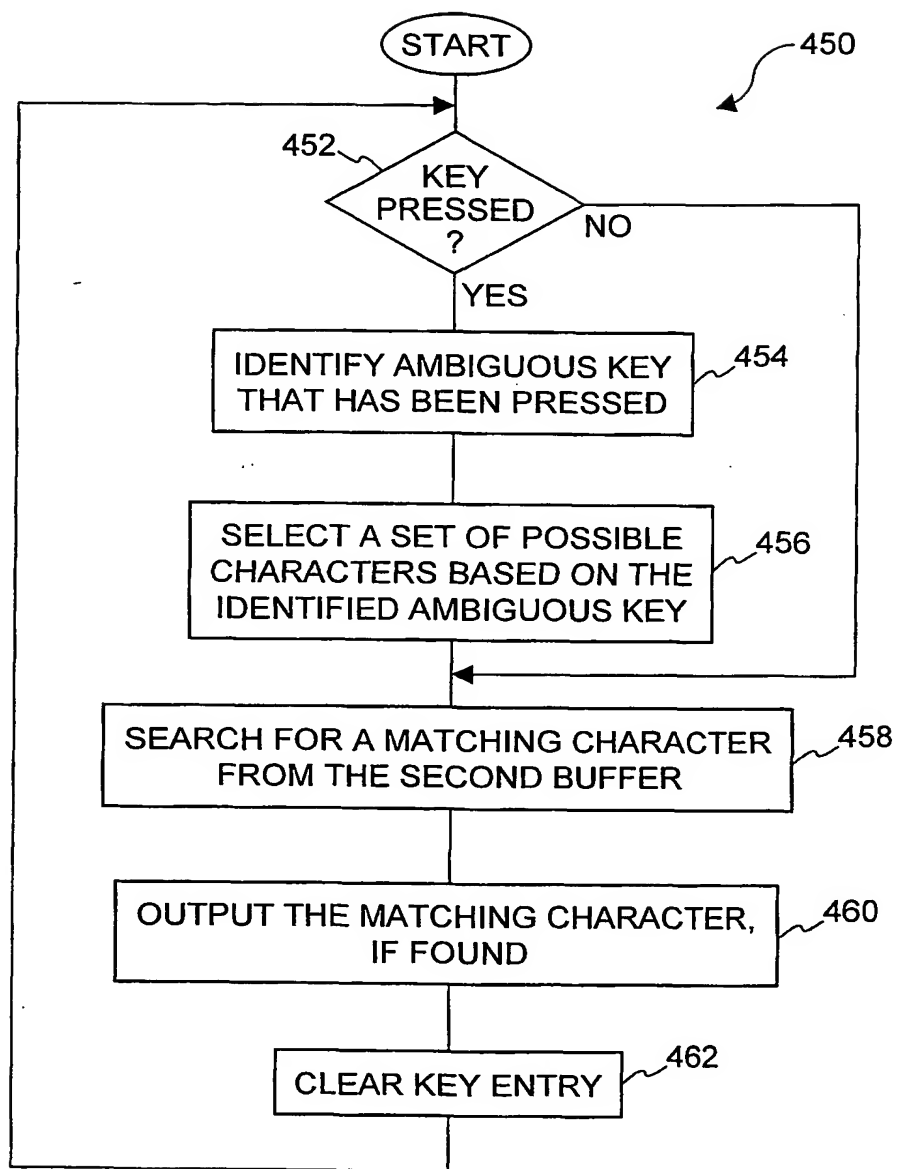 START
450
452
KEY
PRESSED
?
NO
YES
IDENTIFY AMBIGUOUS KEY
THAT HAS BEEN PRESSED
454
SELECT A SET OF POSSIBLE
CHARACTERS BASED ON THE
IDENTIFIED AMBIGUOUS KEY
456
SEARCH FOR A MATCHING CHARACTER
FROM THE SECOND BUFFER
458
OUTPUT THE MATCHING CHARACTER,
IF FOUND
460
CLEAR KEY ENTRY
462